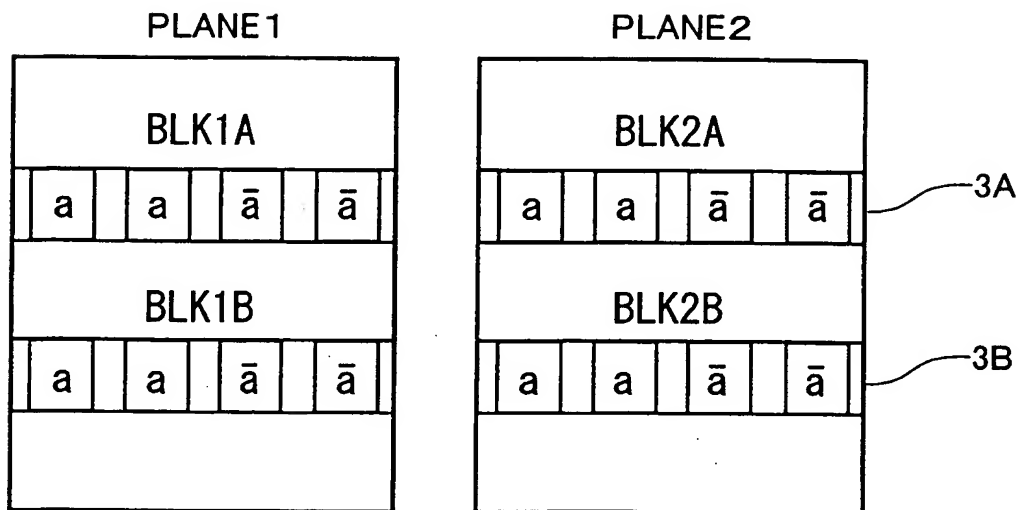 PLANE1 PLANE2
BLK1A BLK2A
a a ā ā a a ā ā 3A
BLK1B BLK2B
a a ā ā a a ā ā 3B